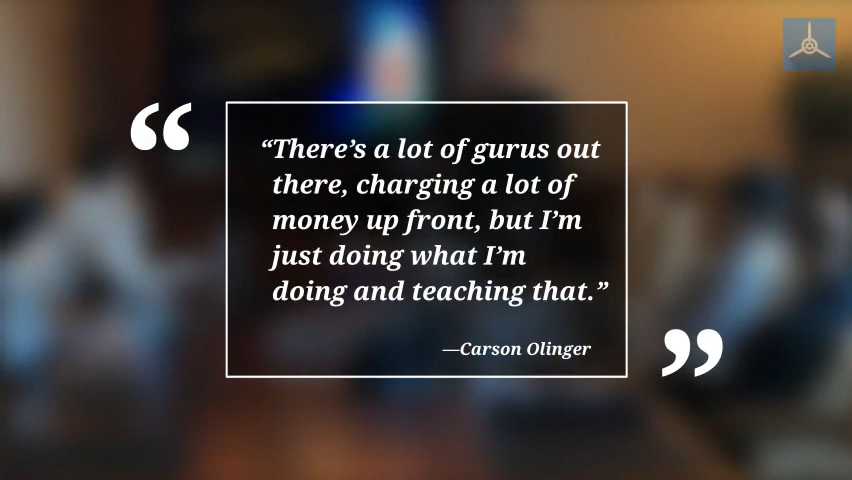 “There’s a lot of gurus out
there, charging a lot of
money up front, but I’m
just doing what I’m
doing and teaching that.”
—Carson Olinger